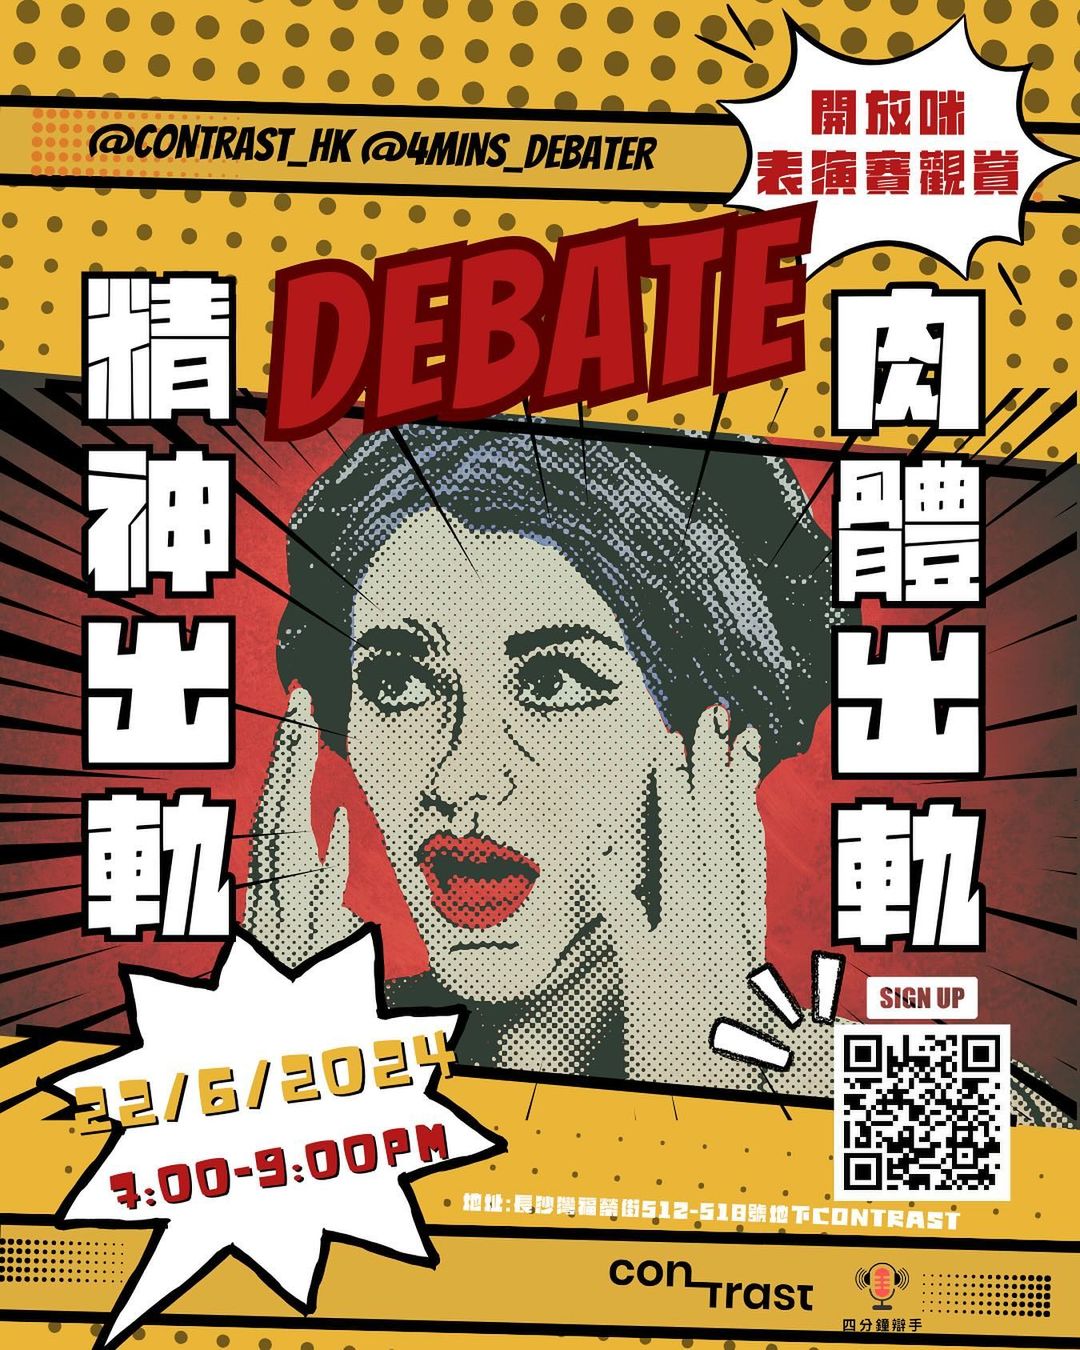 @CONTRAST_HK @4MINS_DEBATER
開放咪
表演賽觀賞
DEBATE
精神出軌
肉體出軌
SIGN UP
22/6/2024
7:00-9:00PM
地址:長沙灣福榮街512-518號地下CONTRAST
conTrast
四分鐘辯手